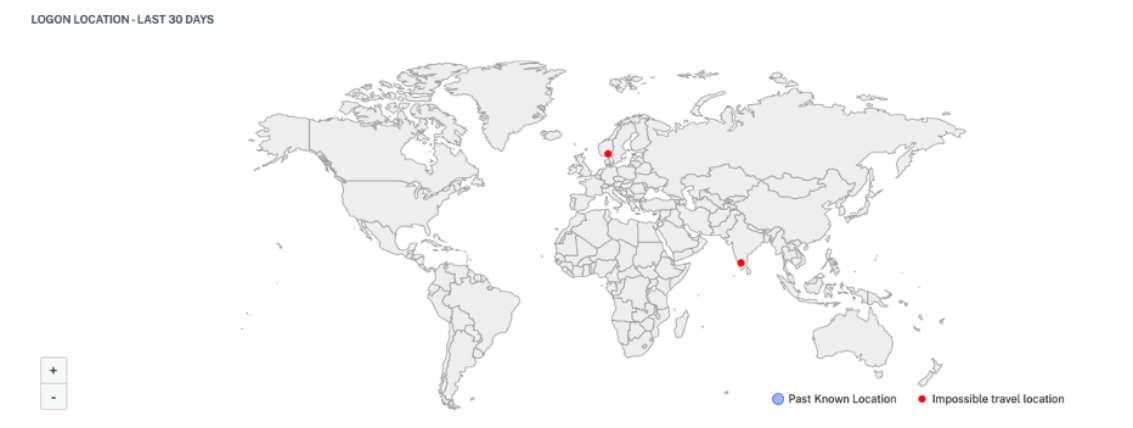 LOGON LOCATION - LAST 30 DAYS
+
-
Past Known Location
Impossible travel location